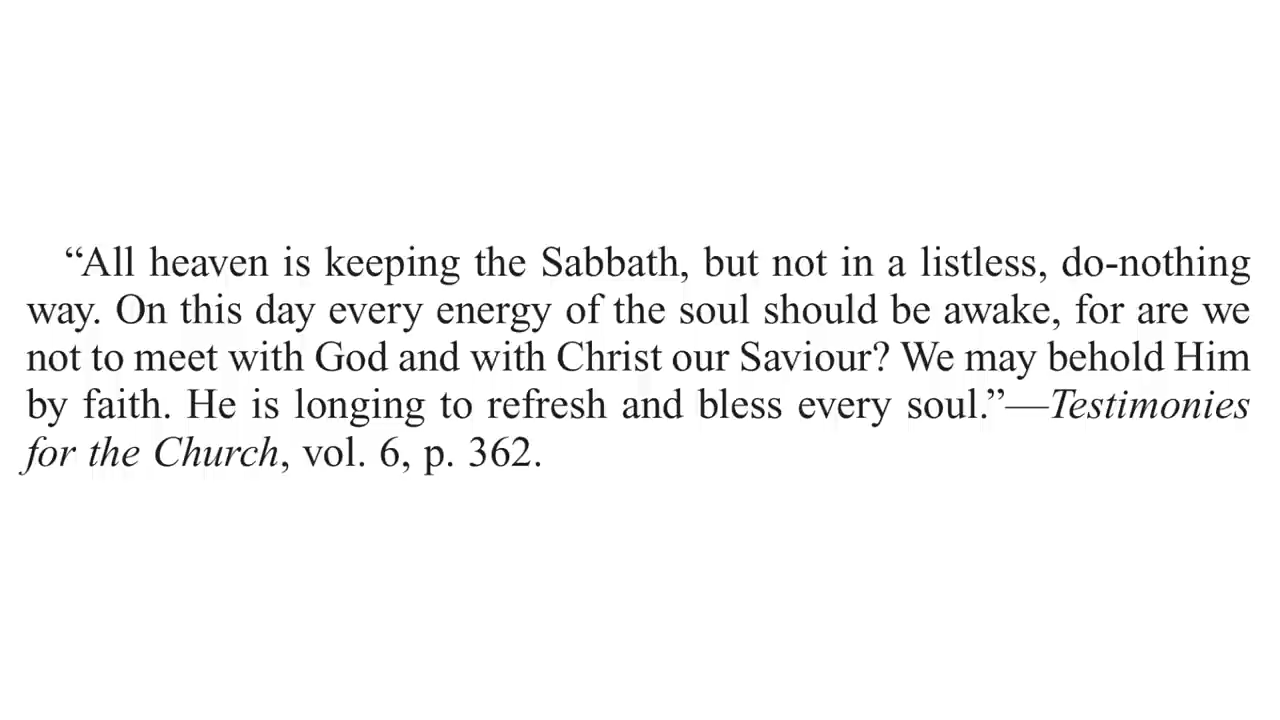 “All heaven is keeping the Sabbath, but not in a listless, do-nothing
way. On this day every energy of the soul should be awake, for are we
not to meet with God and with Christ our Saviour? We may behold Him
by faith. He is longing to refresh and bless every soul.”—Testimonies
for the Church, vol. 6, p. 362.